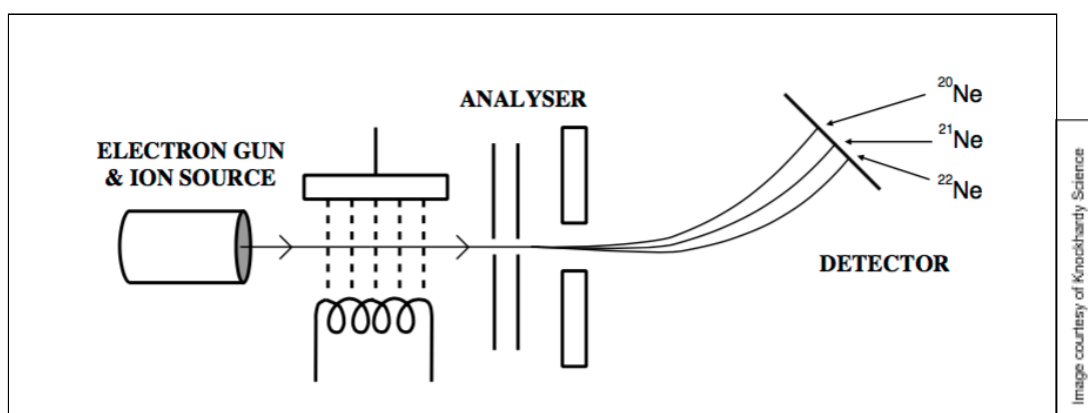 ANALYSER
ELECTRON GUN
& ION SOURCE
²⁰Ne
²¹Ne
²²Ne
DETECTOR
Image courtesy of Knockhardy Science